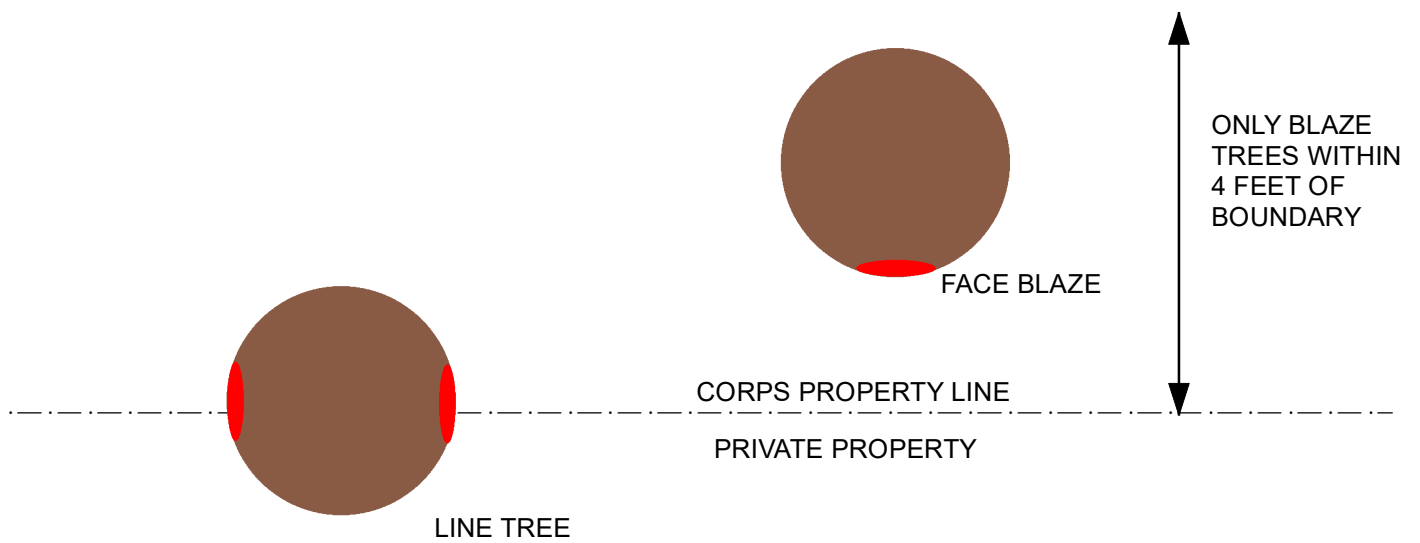 ONLY BLAZE
TREES WITHIN
4 FEET OF
BOUNDARY
FACE BLAZE
CORPS PROPERTY LINE
PRIVATE PROPERTY
LINE TREE